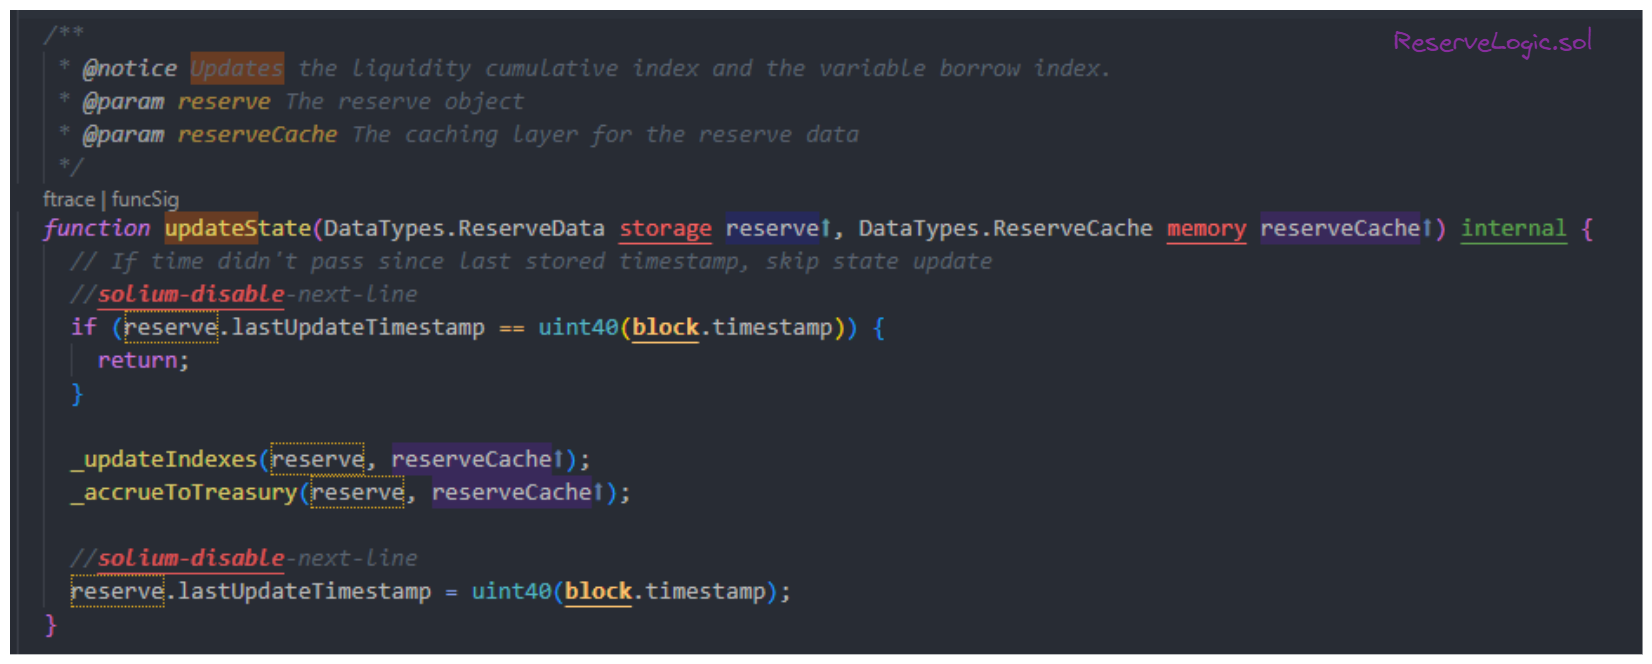 /**
ReserveLogic.sol
* @notice Updates the liquidity cumulative index and the variable borrow index.
* @param reserve The reserve object
* @param reserveCache The caching layer for the reserve data
*/
ftrace | funcSig
function updateState(DataTypes.ReserveData storage reserve↑, DataTypes.ReserveCache memory reserveCache↑) internal {
// If time didn't pass since last stored timestamp, skip state update
//solium-disable-next-line
if (reserve.lastUpdateTimestamp == uint40(block.timestamp)) {
return;
}
_updateIndexes(reserve, reserveCache↑);
_accrueToTreasury(reserve, reserveCache↑);
//solium-disable-next-line
reserve.lastUpdateTimestamp = uint40(block.timestamp);
}